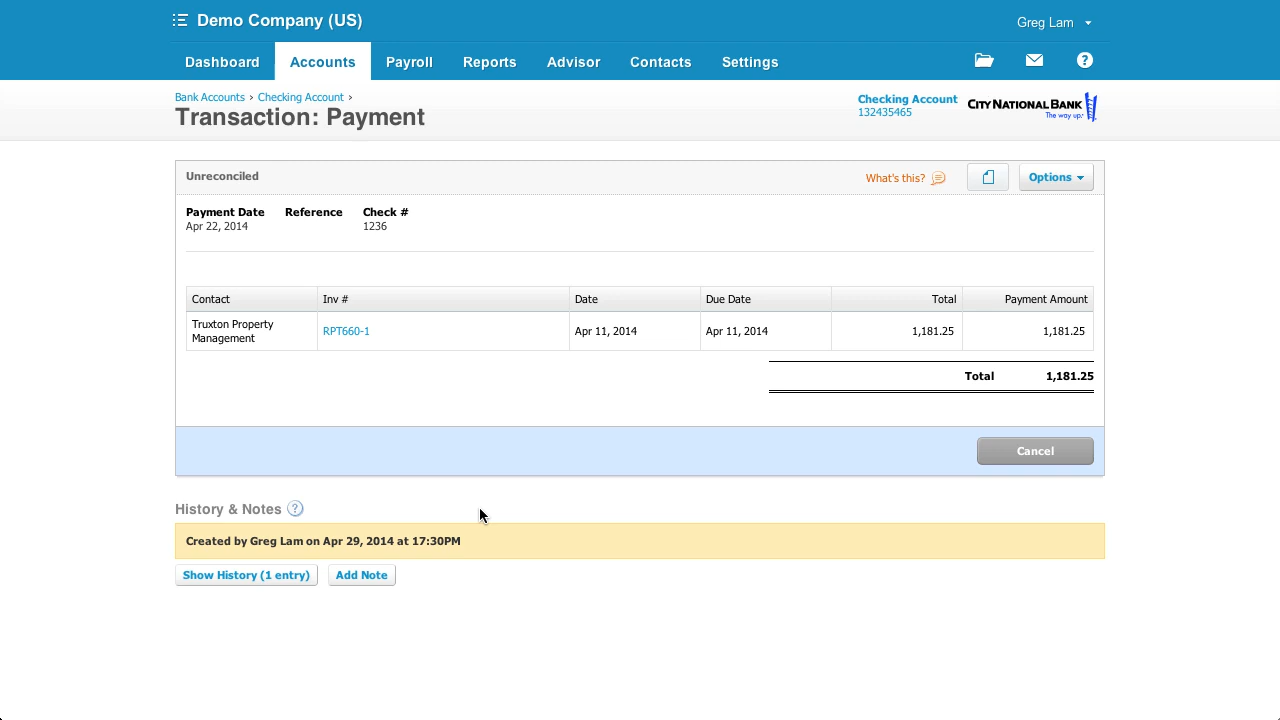 Demo Company (US)
Greg Lam
Dashboard Accounts Payroll Reports Advisor Contacts Settings
?
Bank Accounts › Checking Account ›
Transaction: Payment
Checking Account
132435465
CITY NATIONAL BANK
The way up.®
Unreconciled
What's this?
Options
Payment Date Reference Check #
Apr 22, 2014 1236
Contact Inv # Date Due Date Total Payment Amount
Truxton Property
Management
RPT660-1 Apr 11, 2014 Apr 11, 2014 1,181.25 1,181.25
Total 1,181.25
Cancel
History & Notes ?
Created by Greg Lam on Apr 29, 2014 at 17:30PM
Show History (1 entry) Add Note